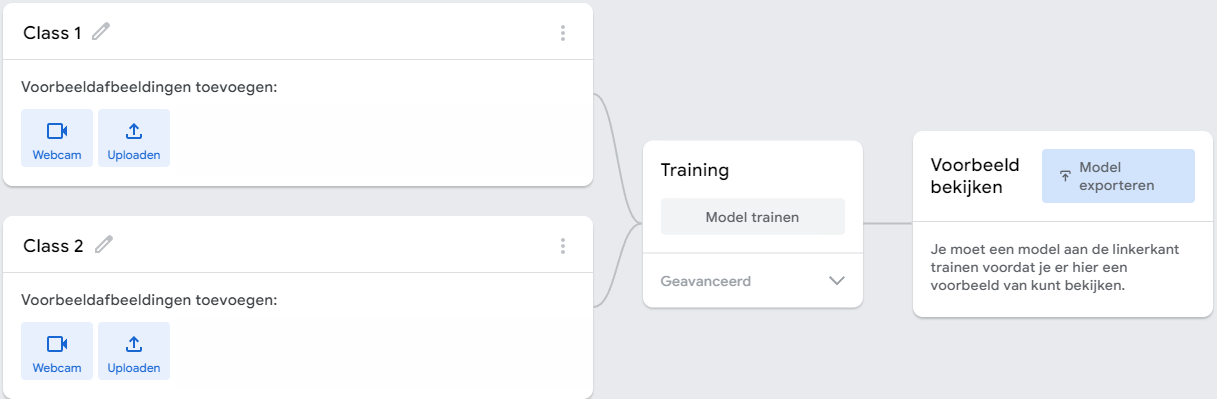 Class 1
Voorbeeldafbeeldingen toevoegen:
Webcam
Uploaden
Class 2
Voorbeeldafbeeldingen toevoegen:
Webcam
Uploaden
Training
Model trainen
Geavanceerd
Voorbeeld
bekijken
Model
exporteren
Je moet een model aan de linkerkant
trainen voordat je er hier een
voorbeeld van kunt bekijken.